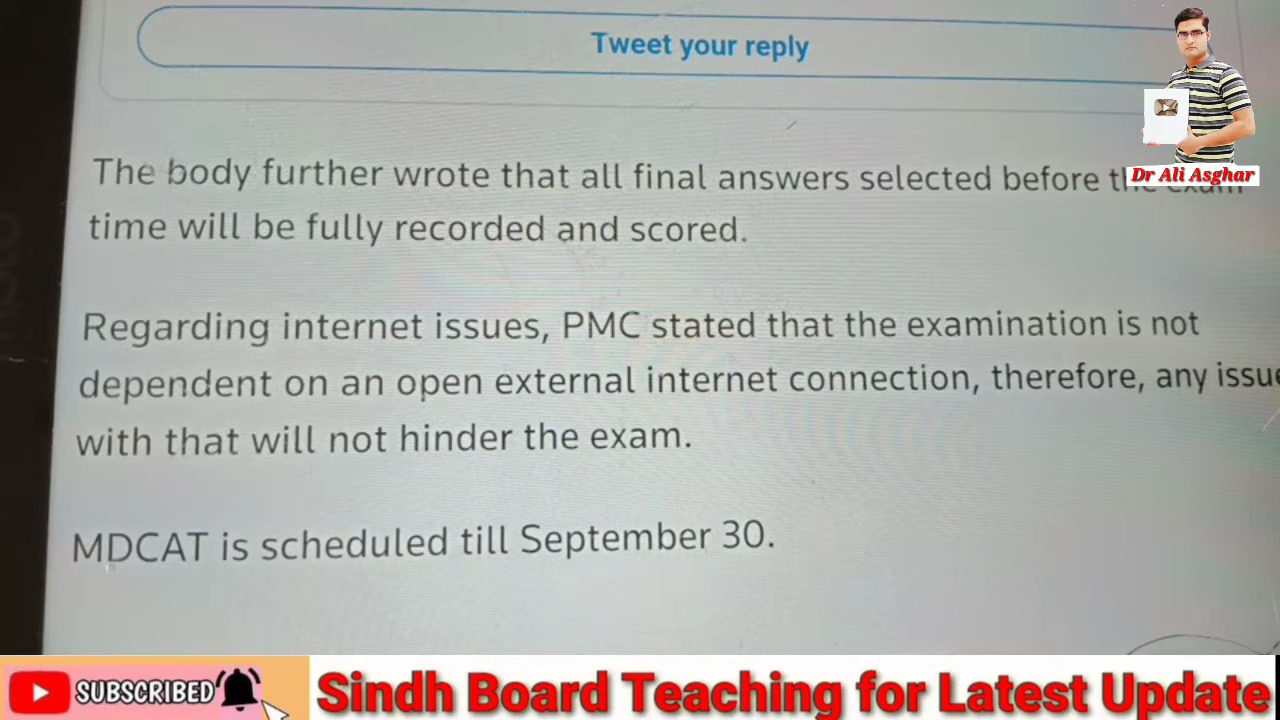 Tweet your reply
Dr Ali Asghar
The body further wrote that all final answers selected before the exam
time will be fully recorded and scored.
Regarding internet issues, PMC stated that the examination is not
dependent on an open external internet connection, therefore, any issue
with that will not hinder the exam.
MDCAT is scheduled till September 30.
SUBSCRIBED
Sindh Board Teaching for Latest Update